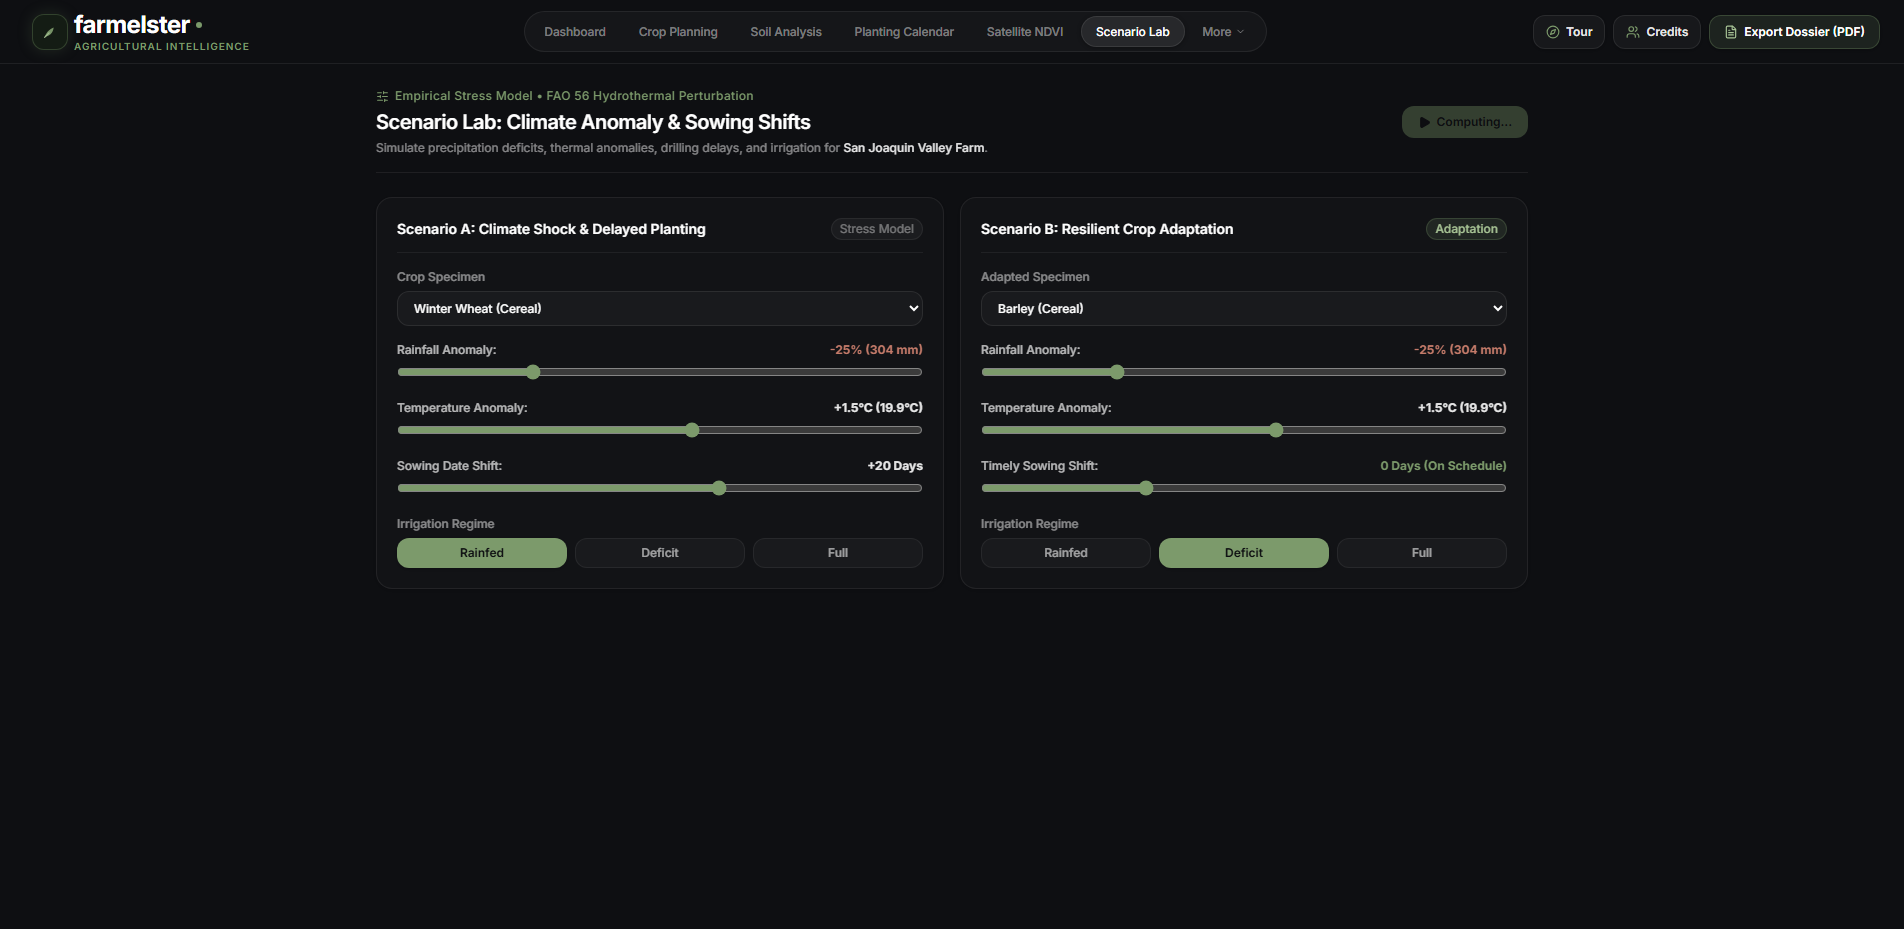 farmelster
AGRICULTURAL INTELLIGENCE
Dashboard Crop Planning Soil Analysis Planting Calendar Satellite NDVI Scenario Lab More
Tour Credits Export Dossier (PDF)
Empirical Stress Model • FAO 56 Hydrothermal Perturbation
Scenario Lab: Climate Anomaly & Sowing Shifts
Simulate precipitation deficits, thermal anomalies, drilling delays, and irrigation for San Joaquin Valley Farm.
Computing...
Scenario A: Climate Shock & Delayed Planting Stress Model
Crop Specimen
Winter Wheat (Cereal)
Rainfall Anomaly: -25% (304 mm)
Temperature Anomaly: +1.5°C (19.9°C)
Sowing Date Shift: +20 Days
Irrigation Regime
Rainfed Deficit Full
Scenario B: Resilient Crop Adaptation Adaptation
Adapted Specimen
Barley (Cereal)
Rainfall Anomaly: -25% (304 mm)
Temperature Anomaly: +1.5°C (19.9°C)
Timely Sowing Shift: 0 Days (On Schedule)
Irrigation Regime
Rainfed Deficit Full